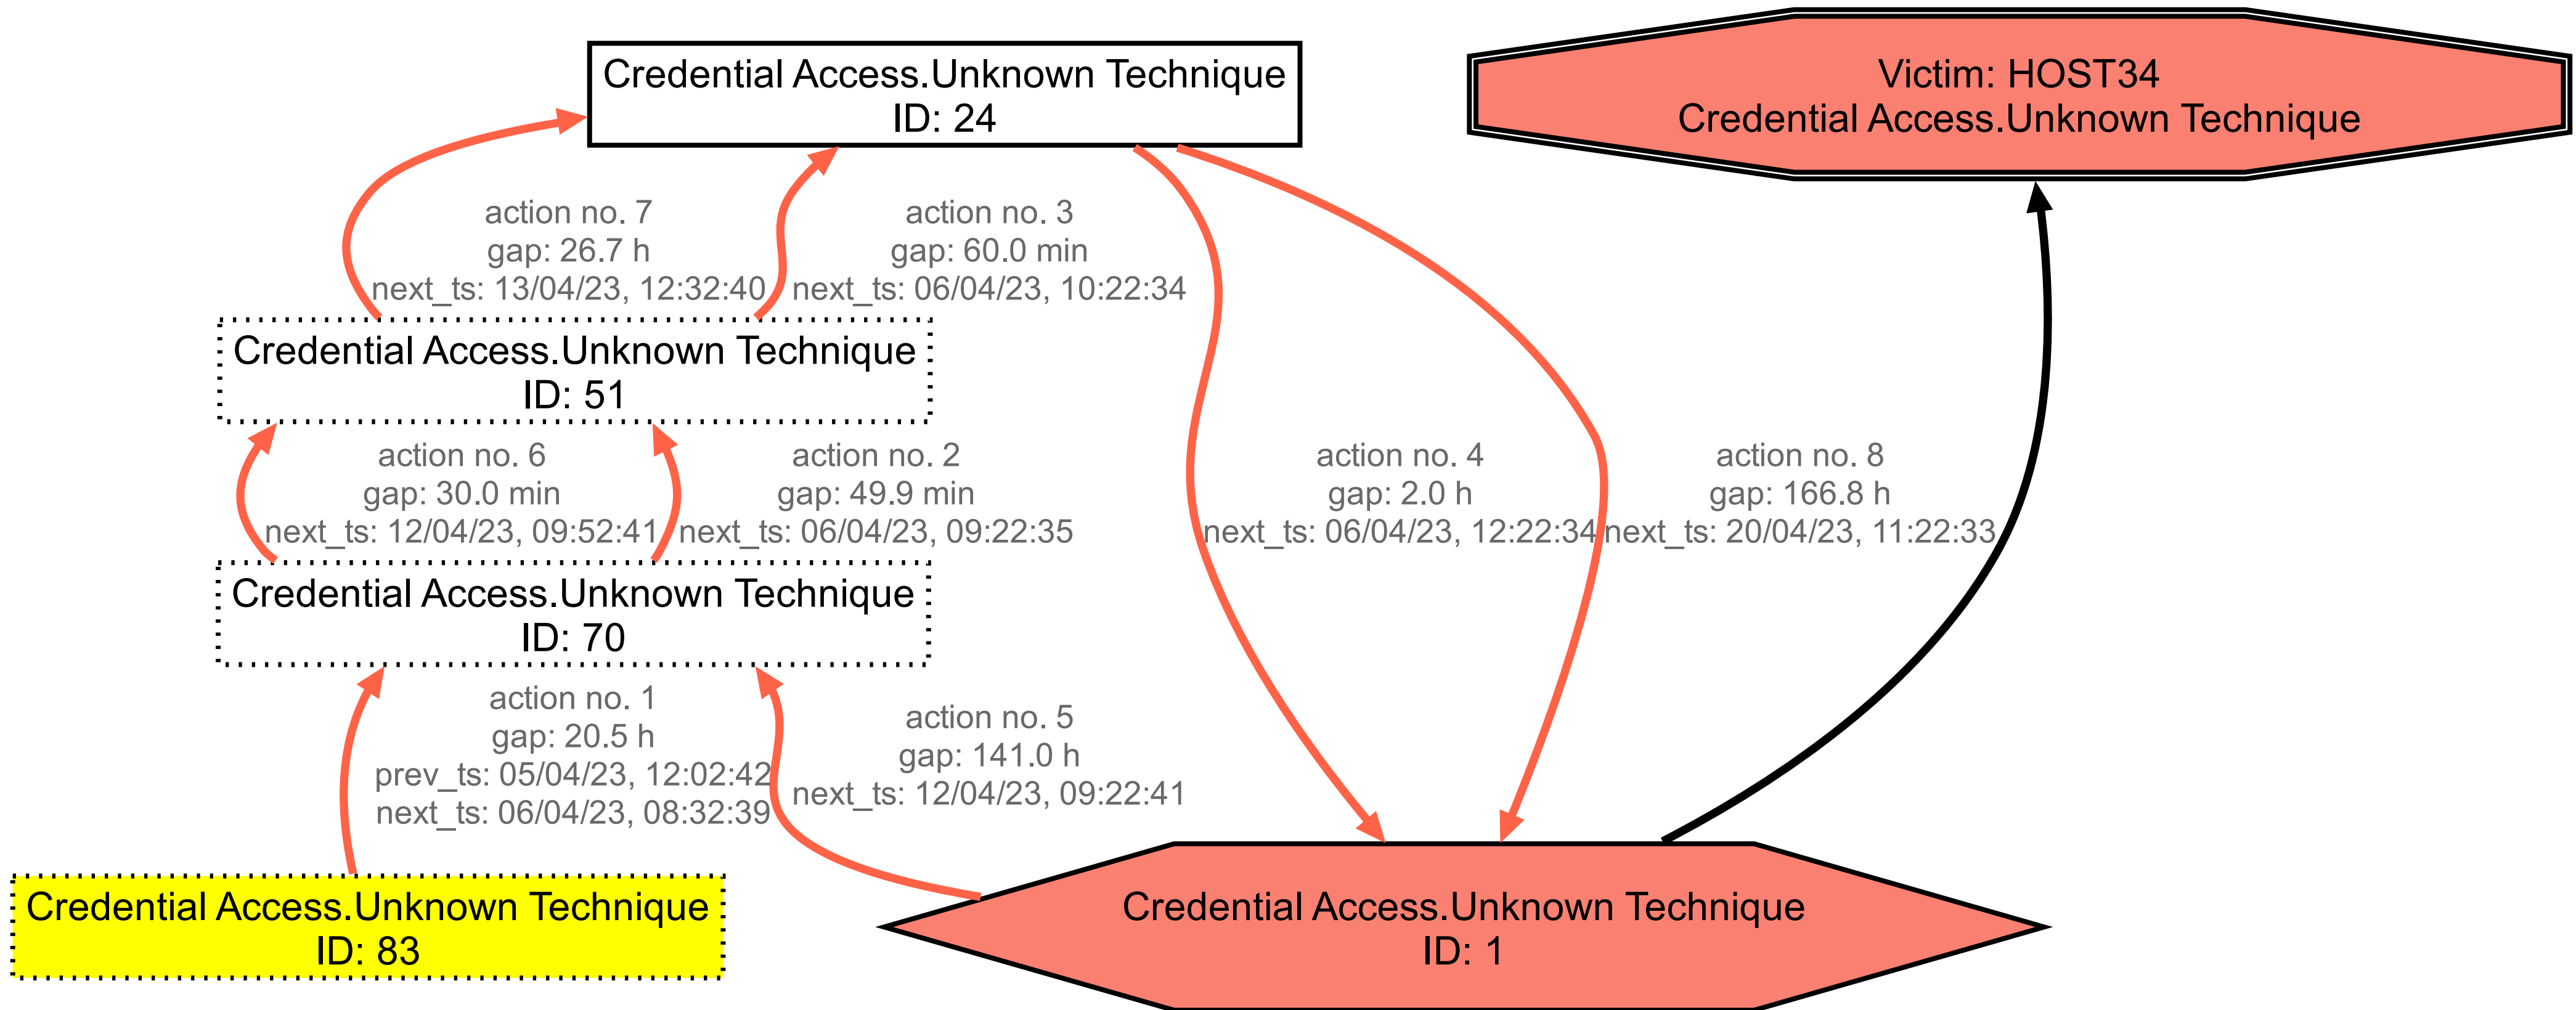 Credential Access.Unknown Technique
ID: 24
Victim: HOST34
Credential Access.Unknown Technique
action no. 7
gap: 26.7 h
next_ts: 13/04/23, 12:32:40
action no. 3
gap: 60.0 min
next_ts: 06/04/23, 10:22:34
Credential Access.Unknown Technique
ID: 51
action no. 6
gap: 30.0 min
next_ts: 12/04/23, 09:52:41
action no. 2
gap: 49.9 min
next_ts: 06/04/23, 09:22:35
action no. 4
gap: 2.0 h
next_ts: 06/04/23, 12:22:34
action no. 8
gap: 166.8 h
next_ts: 20/04/23, 11:22:33
Credential Access.Unknown Technique
ID: 70
action no. 1
gap: 20.5 h
prev_ts: 05/04/23, 12:02:42
next_ts: 06/04/23, 08:32:39
action no. 5
gap: 141.0 h
next_ts: 12/04/23, 09:22:41
Credential Access.Unknown Technique
ID: 83
Credential Access.Unknown Technique
ID: 1